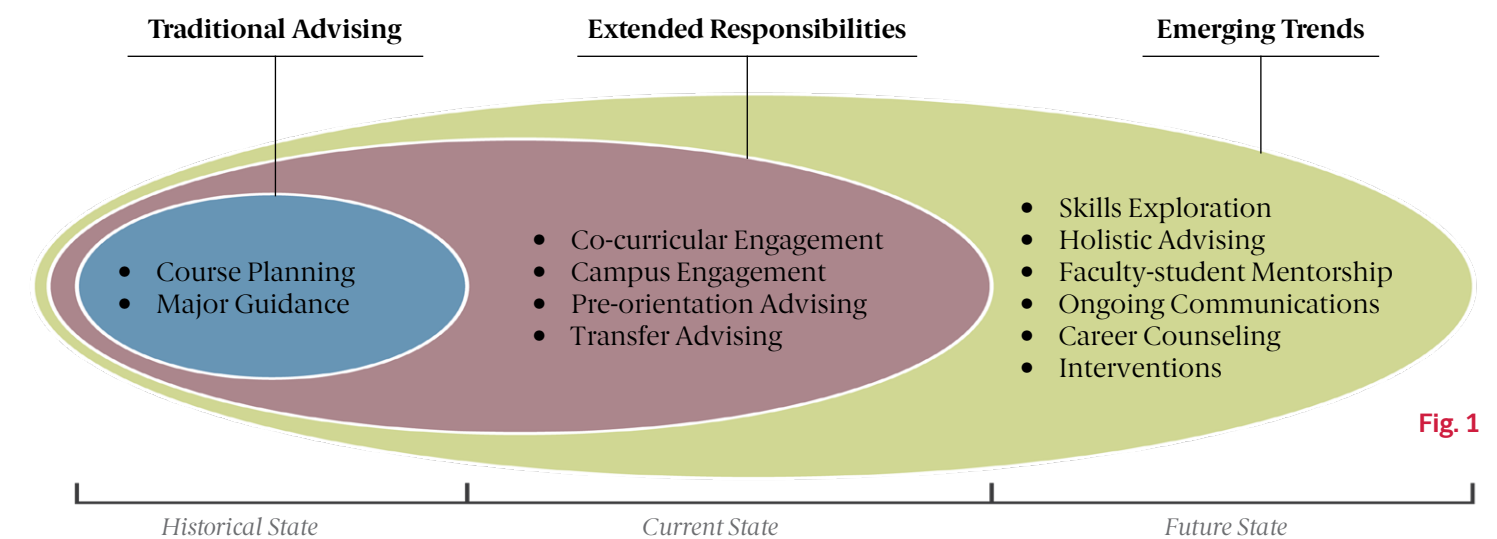 Traditional Advising
Extended Responsibilities
Emerging Trends
• Course Planning
• Major Guidance
• Co-curricular Engagement
• Campus Engagement
• Pre-orientation Advising
• Transfer Advising
• Skills Exploration
• Holistic Advising
• Faculty-student Mentorship
• Ongoing Communications
• Career Counseling
• Interventions
Fig. 1
Historical State
Current State
Future State